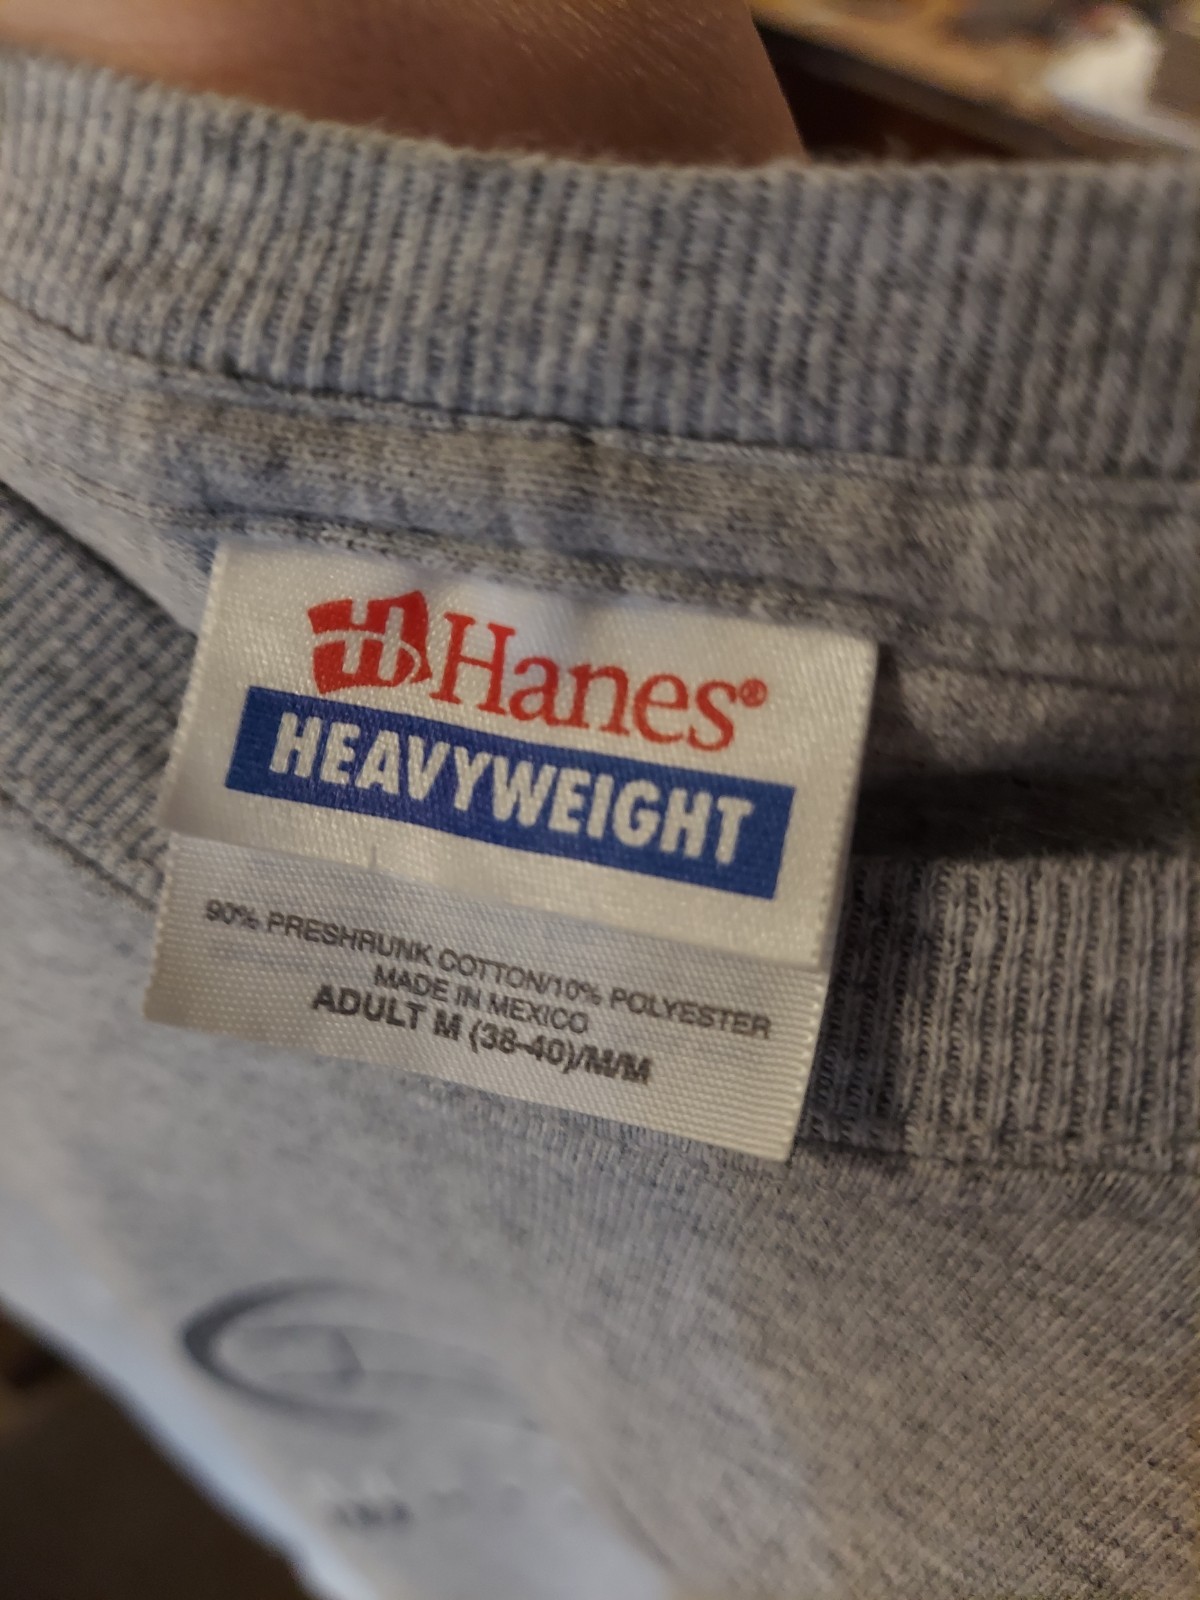 Hanes®
HEAVYWEIGHT
90% PRESHRUNK COTTON/10% POLYESTER
MADE IN MEXICO
ADULT M (38-40)/M/M